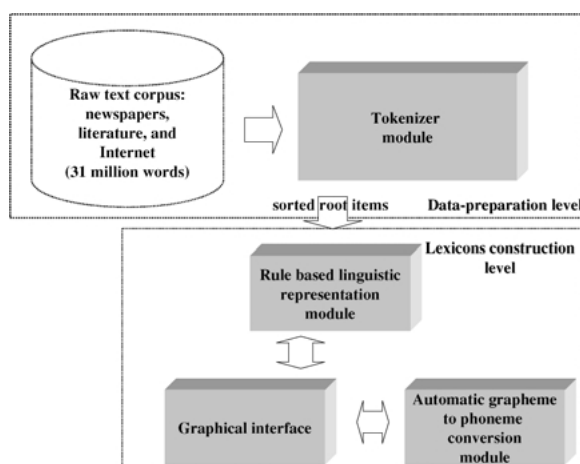 Raw text corpus:
newspapers,
literature, and
Internet
(31 million words)
Tokenizer
module
sorted root items
Data-preparation level
Lexicons construction
level
Rule based linguistic
representation
module
Graphical interface
Automatic grapheme
to phoneme
conversion
module